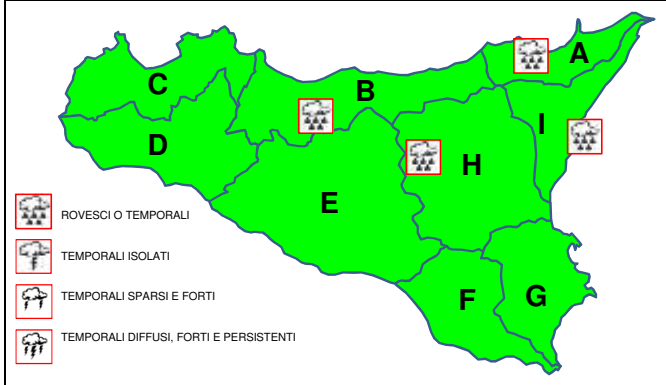 A
C
B
I
D
H
E
ROVESCI O TEMPORALI
TEMPORALI ISOLATI
TEMPORALI SPARSI E FORTI
F
G
TEMPORALI DIFFUSI, FORTI E PERSISTENTI